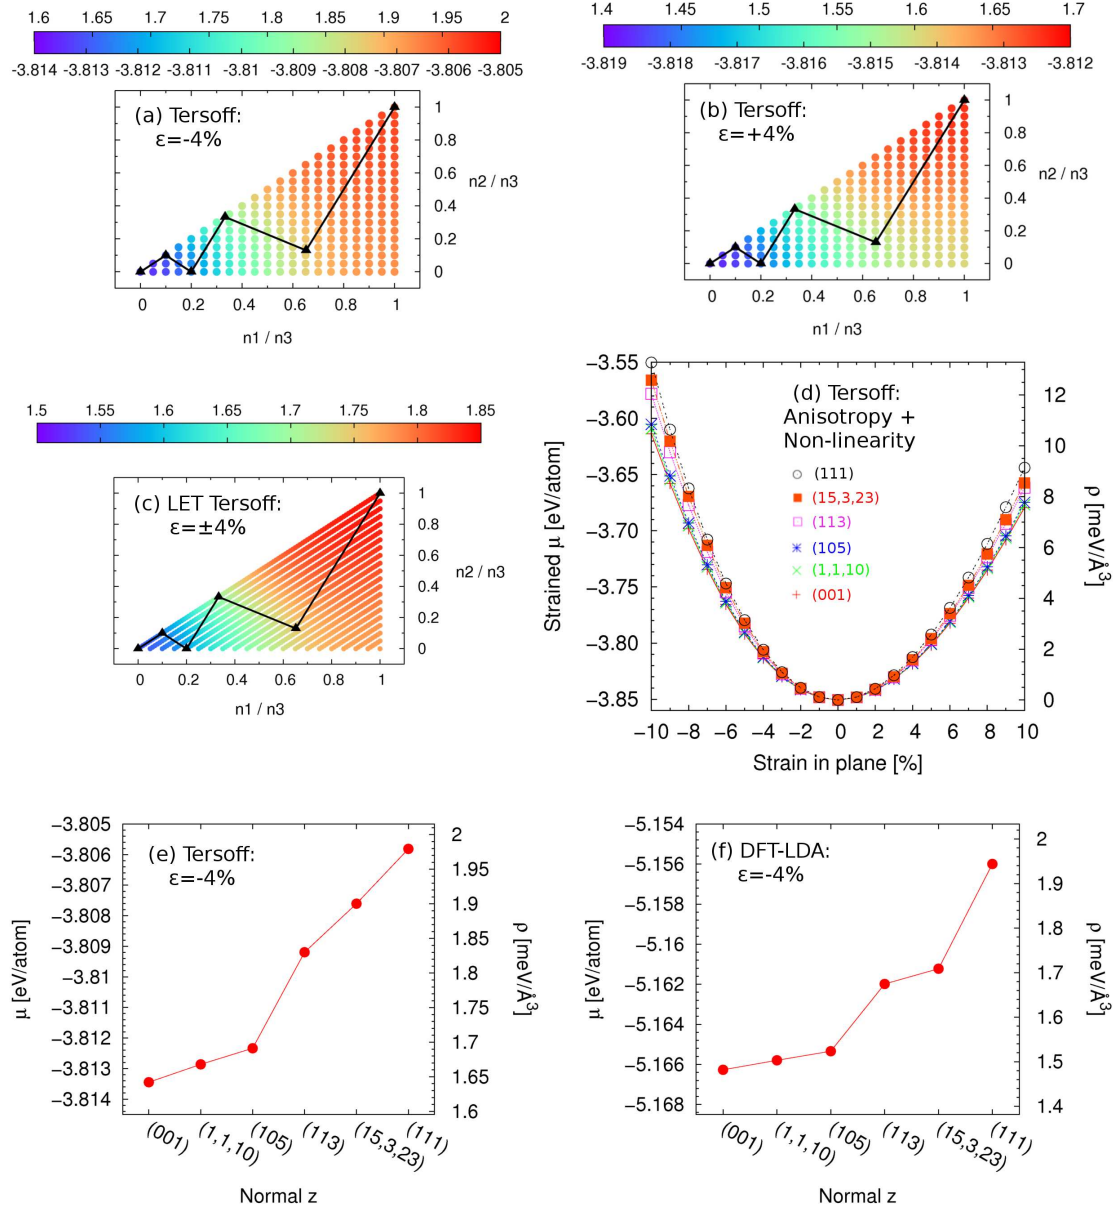 1.6 1.65 1.7 1.75 1.8 1.85 1.9 1.95 2
-3.814 -3.813 -3.812 -3.811 -3.81 -3.809 -3.808 -3.807 -3.806 -3.805
(a) Tersoff:
ε=-4%
1
0.8
0.6
0.4
0.2
0
n2 / n3
0 0.2 0.4 0.6 0.8 1
n1 / n3
1.4 1.45 1.5 1.55 1.6 1.65 1.7
-3.819 -3.818 -3.817 -3.816 -3.815 -3.814 -3.813 -3.812
(b) Tersoff:
ε=+4%
1
0.8
0.6
0.4
0.2
0
n2 / n3
0 0.2 0.4 0.6 0.8 1
n1 / n3
1.5 1.55 1.6 1.65 1.7 1.75 1.8 1.85
(c) LET Tersoff:
ε=±4%
1
0.8
0.6
0.4
0.2
0
n2 / n3
0 0.2 0.4 0.6 0.8 1
n1 / n3
(d) Tersoff:
Anisotropy +
Non-linearity
(111)
(15,3,23)
(113)
(105)
(1,1,10)
(001)
−3.55
−3.60
−3.65
−3.70
−3.75
−3.80
−3.85
Strained μ [eV/atom]
12
10
8
6
4
2
0
ρ [meV/Å3]
−10 −8 −6 −4 −2 0 2 4 6 8 10
Strain in plane [%]
(e) Tersoff:
ε=-4%
−3.805
−3.806
−3.807
−3.808
−3.809
−3.81
−3.811
−3.812
−3.813
−3.814
μ [eV/atom]
2
1.95
1.9
1.85
1.8
1.75
1.7
1.65
1.6
ρ [meV/Å3]
(001) (1,1,10) (105) (113) (15,3,23) (111)
Normal z
(f) DFT-LDA:
ε=-4%
−5.154
−5.156
−5.158
−5.16
−5.162
−5.164
−5.166
−5.168
μ [eV/atom]
2
1.9
1.8
1.7
1.6
1.5
1.4
ρ [meV/Å3]
(001) (1,1,10) (105) (113) (15,3,23) (111)
Normal z